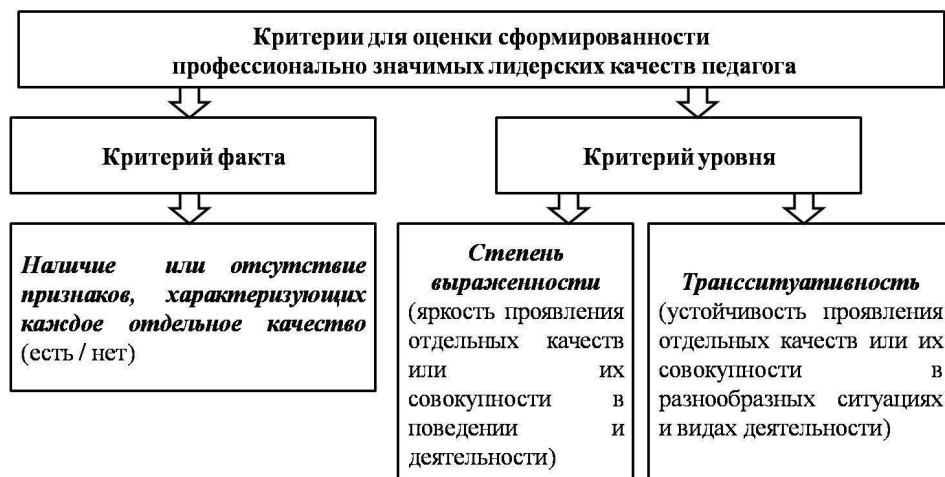 Критерии для оценки сформированности
профессионально значимых лидерских качеств педагога
Критерий факта
Критерий уровня
Наличие или отсутствие
признаков, характеризующих
каждое отдельное качество
(есть / нет)
Степень
выраженности
(яркость проявления
отдельных качеств
или их
совокупности в
поведении и
деятельности)
Трансситуативность
(устойчивость проявления
отдельных качеств или их
совокупности в
разнообразных ситуациях
и видах деятельности)